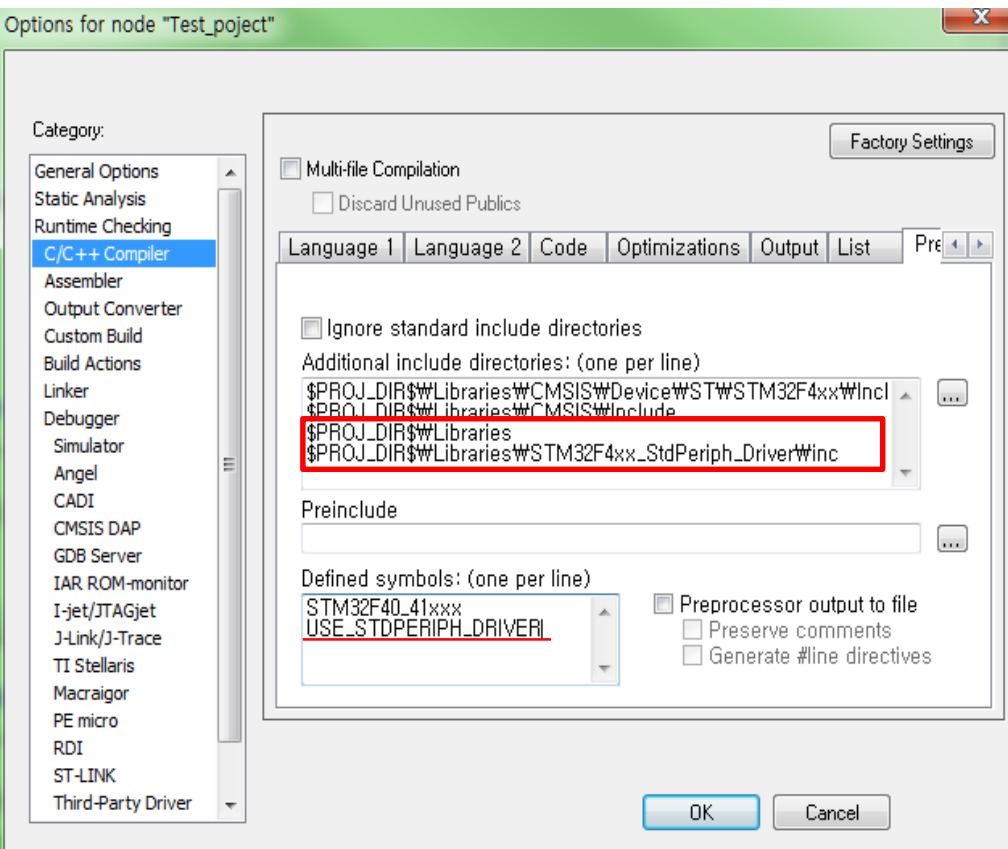 Options for node "Test_poject"
x
Category:
Factory Settings
General Options
Static Analysis
Runtime Checking
C/C++ Compiler
Assembler
Output Converter
Custom Build
Build Actions
Linker
Debugger
Simulator
Angel
CADI
CMSIS DAP
GDB Server
IAR ROM-monitor
I-jet/JTAGjet
J-Link/J-Trace
TI Stellaris
Macraigor
PE micro
RDI
ST-LINK
Third-Party Driver
Multi-file Compilation
Discard Unused Publics
Language 1 Language 2 Code Optimizations Output List Pre
Ignore standard include directories
Additional include directories: (one per line)
$PROJ_DIR$₩Libraries₩CMSIS₩Device₩ST₩STM32F4xx₩Incl
$PROJ_DIR$₩Libraries₩CMSIS₩Include
$PROJ_DIR$₩Libraries
$PROJ_DIR$₩Libraries₩STM32F4xx_StdPeriph_Driver₩inc
...
Preinclude
...
Defined symbols: (one per line)
STM32F40_41xxx
USE_STDPERIPH_DRIVER
Preprocessor output to file
Preserve comments
Generate #line directives
OK Cancel